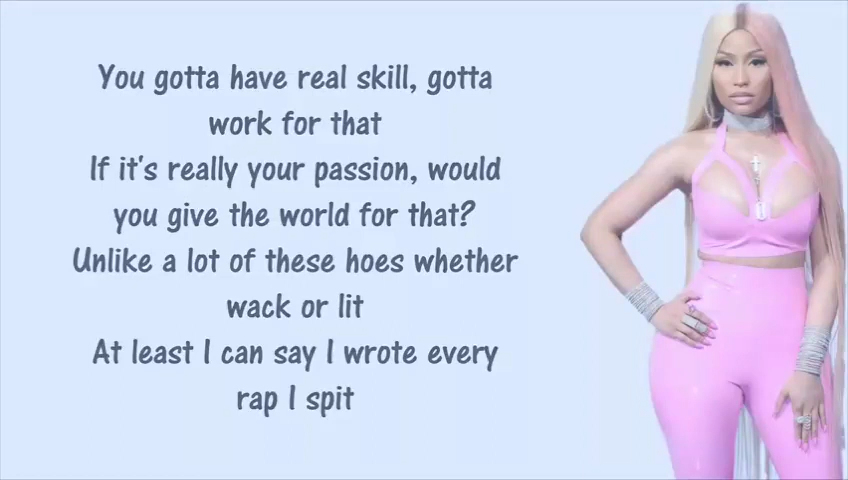 You gotta have real skill, gotta
work for that
If it's really your passion, would
you give the world for that?
Unlike a lot of these hoes whether
wack or lit
At least I can say I wrote every
rap I spit